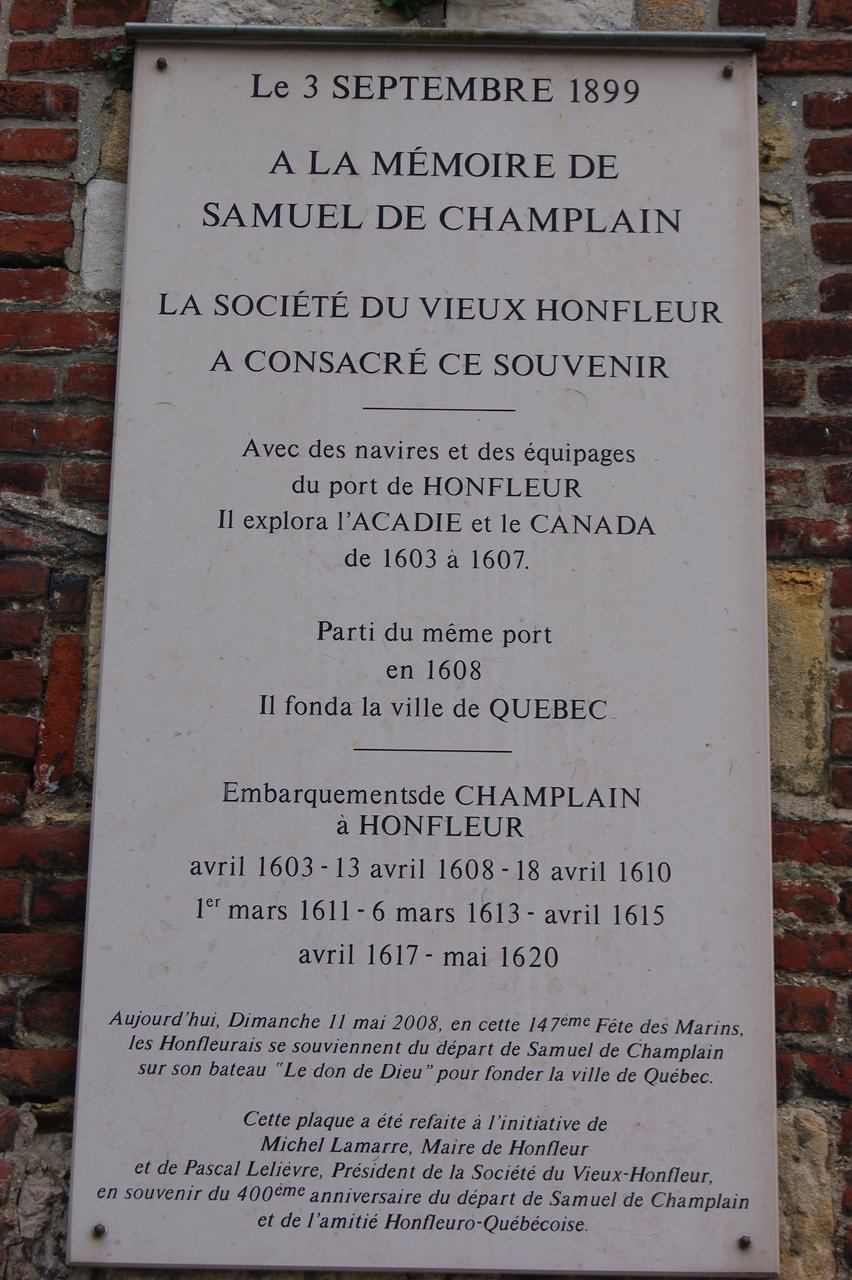 Le 3 SEPTEMBRE 1899
A LA MÉMOIRE DE
SAMUEL DE CHAMPLAIN
LA SOCIÉTÉ DU VIEUX HONFLEUR
A CONSACRÉ CE SOUVENIR
Avec des navires et des équipages
du port de HONFLEUR
Il explora l'ACADIE et le CANADA
de 1603 à 1607.
Parti du même port
en 1608
Il fonda la ville de QUEBEC
Embarquementsde CHAMPLAIN
à HONFLEUR
avril 1603 - 13 avril 1608 - 18 avril 1610
1er mars 1611 - 6 mars 1613 - avril 1615
avril 1617 - mai 1620
Aujourd'hui, Dimanche 11 mai 2008, en cette 147ème Fête des Marins,
les Honfleurais se souviennent du départ de Samuel de Champlain
sur son bateau "Le don de Dieu" pour fonder la ville de Québec.
Cette plaque a été refaite à l'initiative de
Michel Lamarre, Maire de Honfleur
et de Pascal Lelièvre, Président de la Société du Vieux-Honfleur,
en souvenir du 400ème anniversaire du départ de Samuel de Champlain
et de l'amitié Honfleuro-Québécoise.